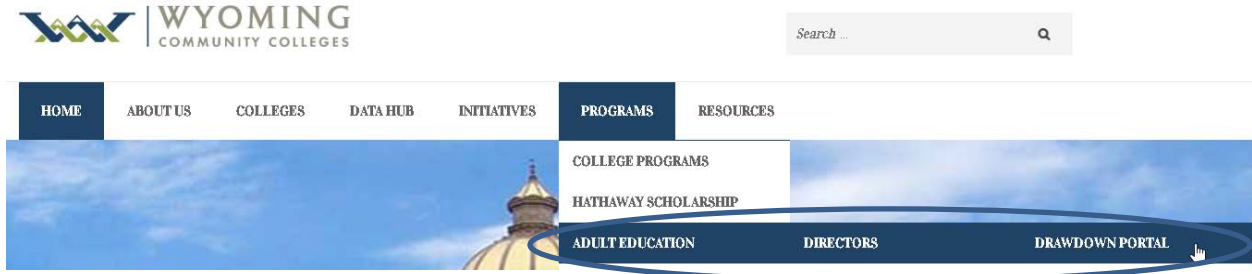 WYOMING
COMMUNITY COLLEGES
Search ...
HOME ABOUT US COLLEGES DATA HUB INITIATIVES PROGRAMS RESOURCES
COLLEGE PROGRAMS
HATHAWAY SCHOLARSHIP
ADULT EDUCATION DIRECTORS DRAWDOWN PORTAL